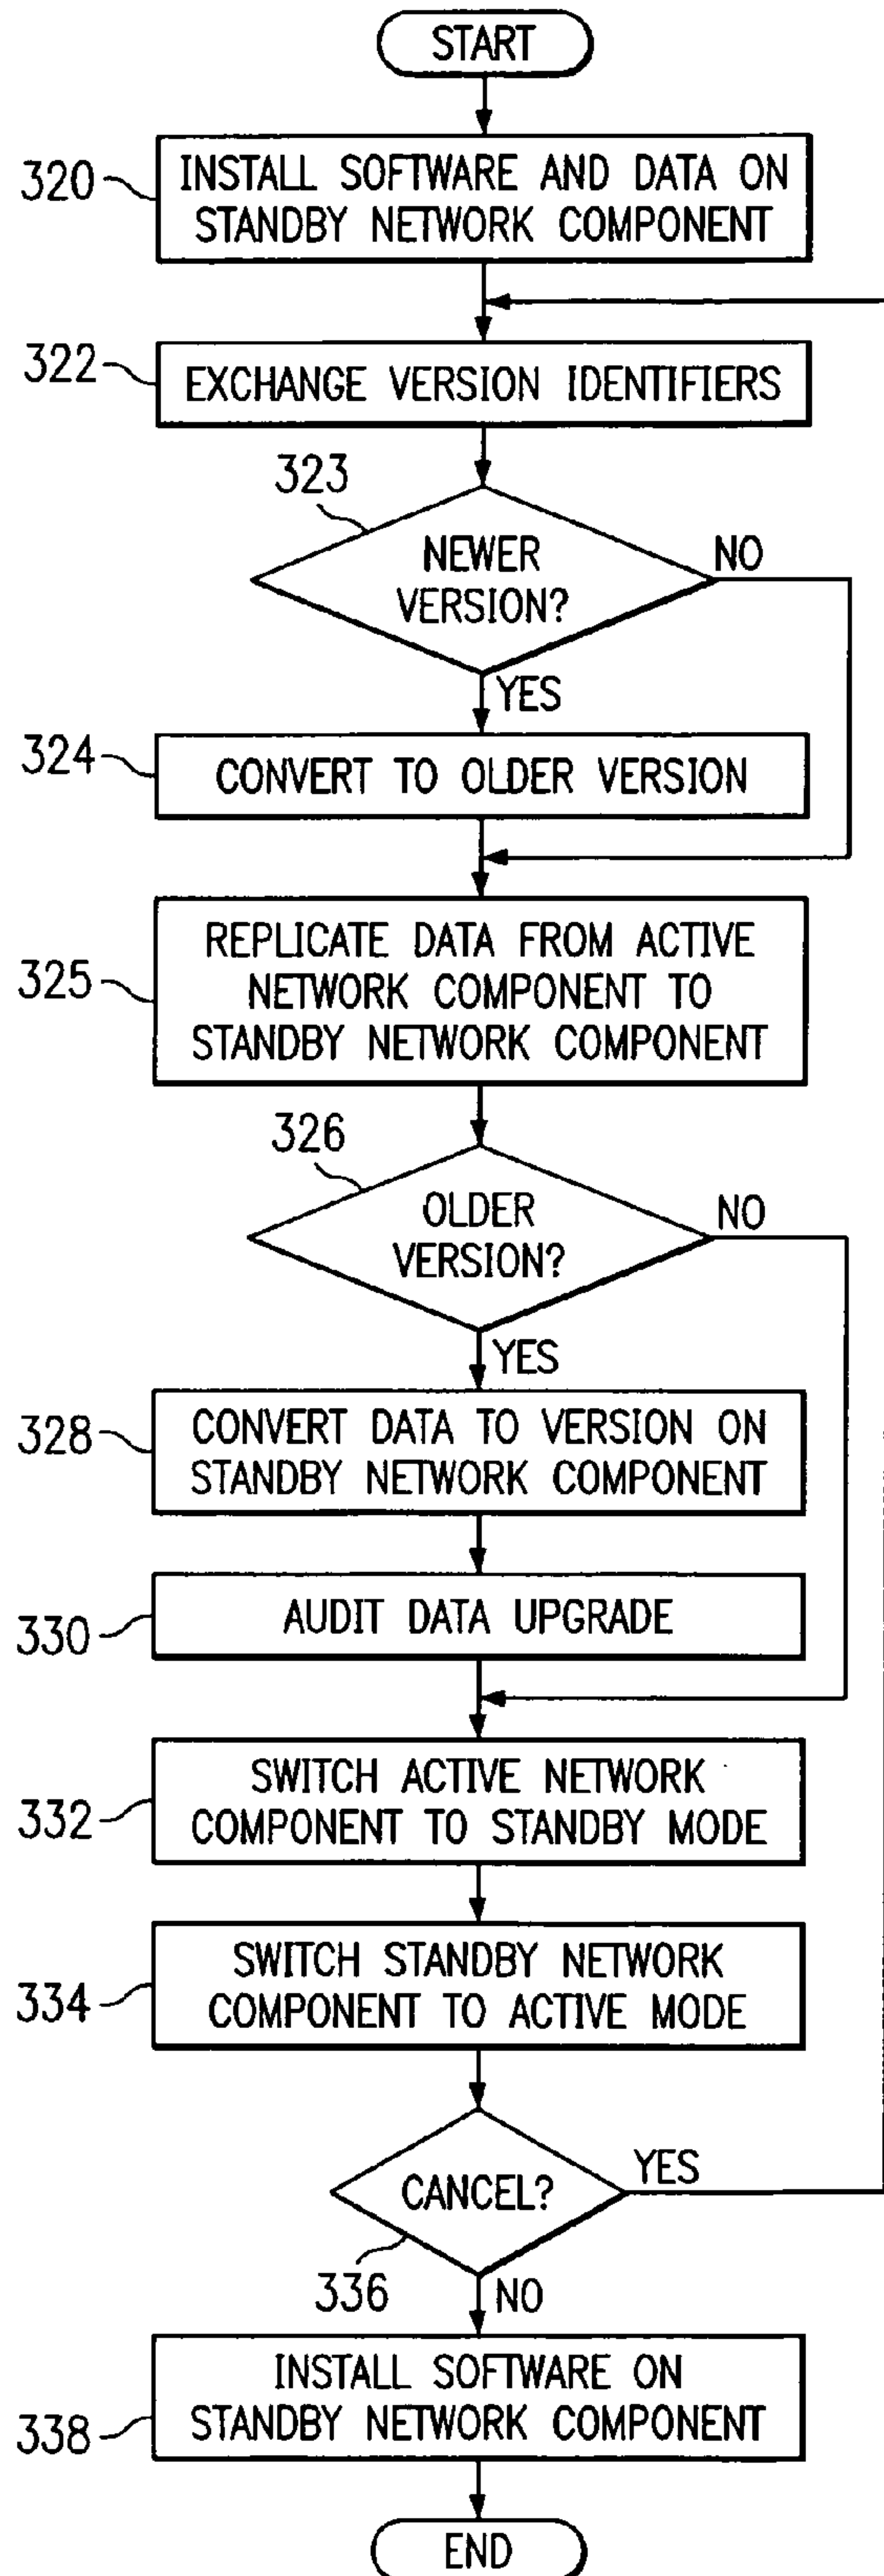 START
320
INSTALL SOFTWARE AND DATA ON
STANDBY NETWORK COMPONENT
322
EXCHANGE VERSION IDENTIFIERS
323
NEWER
VERSION?
NO
YES
324
CONVERT TO OLDER VERSION
325
REPLICATE DATA FROM ACTIVE
NETWORK COMPONENT TO
STANDBY NETWORK COMPONENT
326
OLDER
VERSION?
NO
YES
328
CONVERT DATA TO VERSION ON
STANDBY NETWORK COMPONENT
330
AUDIT DATA UPGRADE
332
SWITCH ACTIVE NETWORK
COMPONENT TO STANDBY MODE
334
SWITCH STANDBY NETWORK
COMPONENT TO ACTIVE MODE
CANCEL?
YES
336
NO
338
INSTALL SOFTWARE ON
STANDBY NETWORK COMPONENT
END